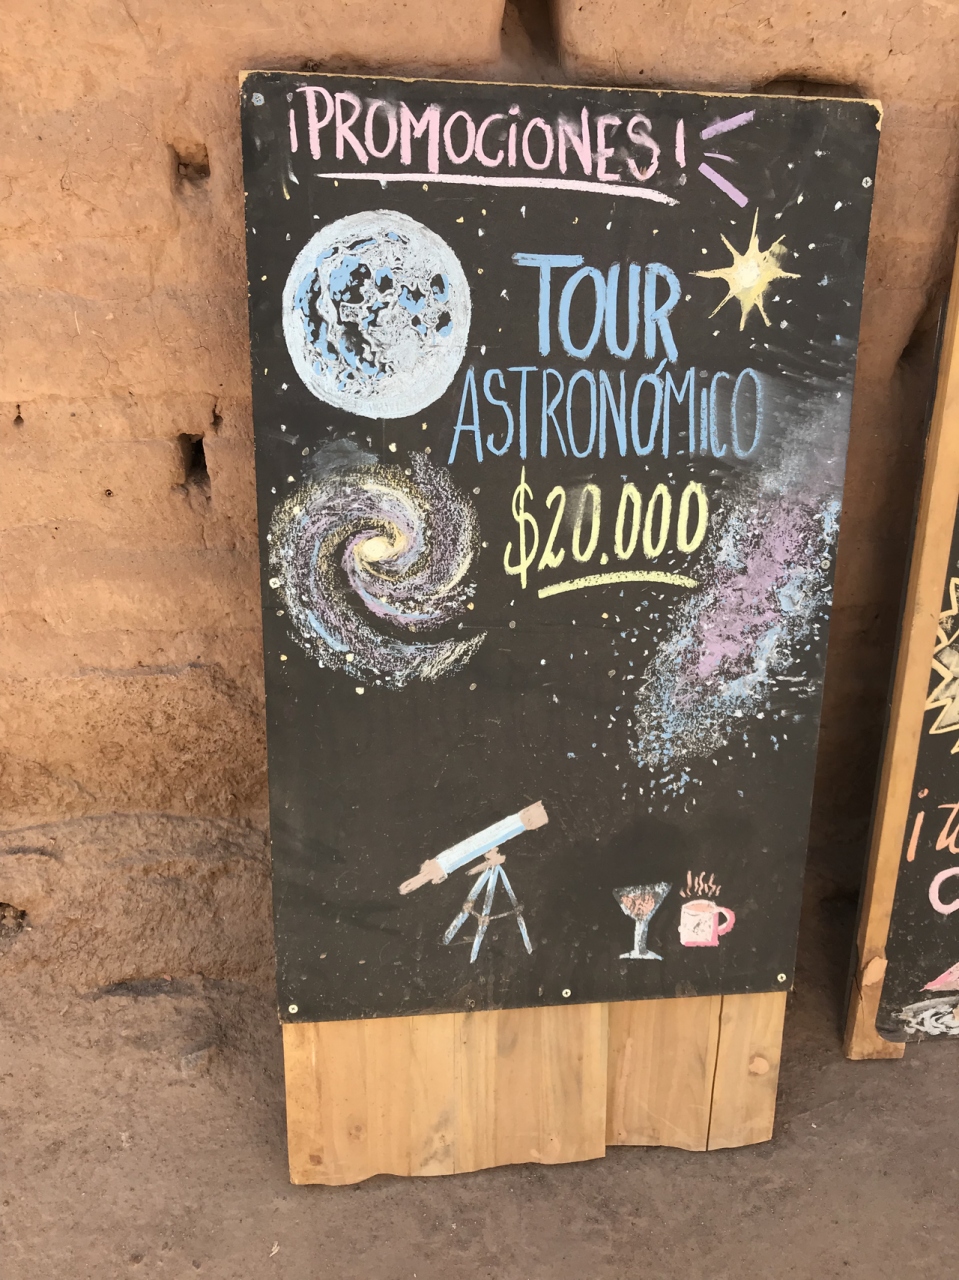 ¡PROMOCiONES!
TOUR
ASTRONÓMiCO
$20.000